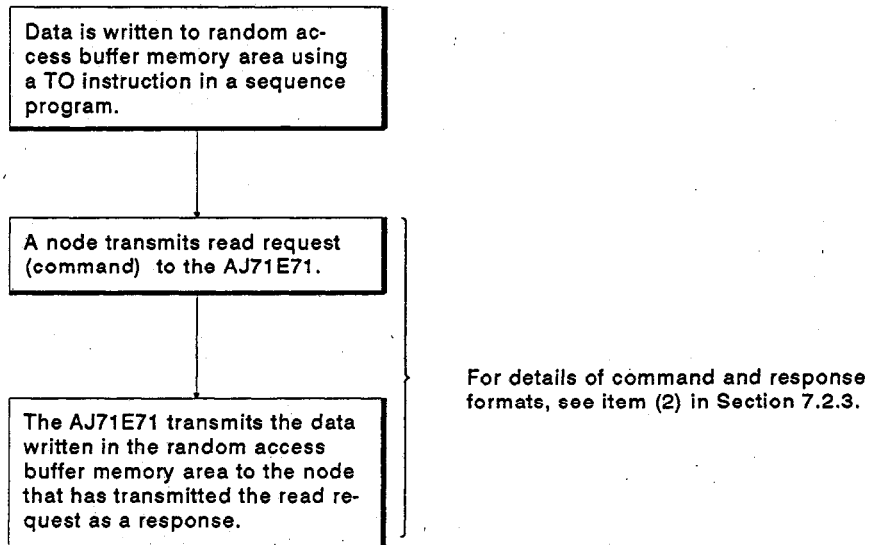 Data is written to random ac-
cess buffer memory area using
a TO instruction in a sequence
program.
A node transmits read request
(command) to the AJ71E71.
For details of command and response
formats, see item (2) in Section 7.2.3.
The AJ71E71 transmits the data
written in the random access
buffer memory area to the node
that has transmitted the read re-
quest as a response.